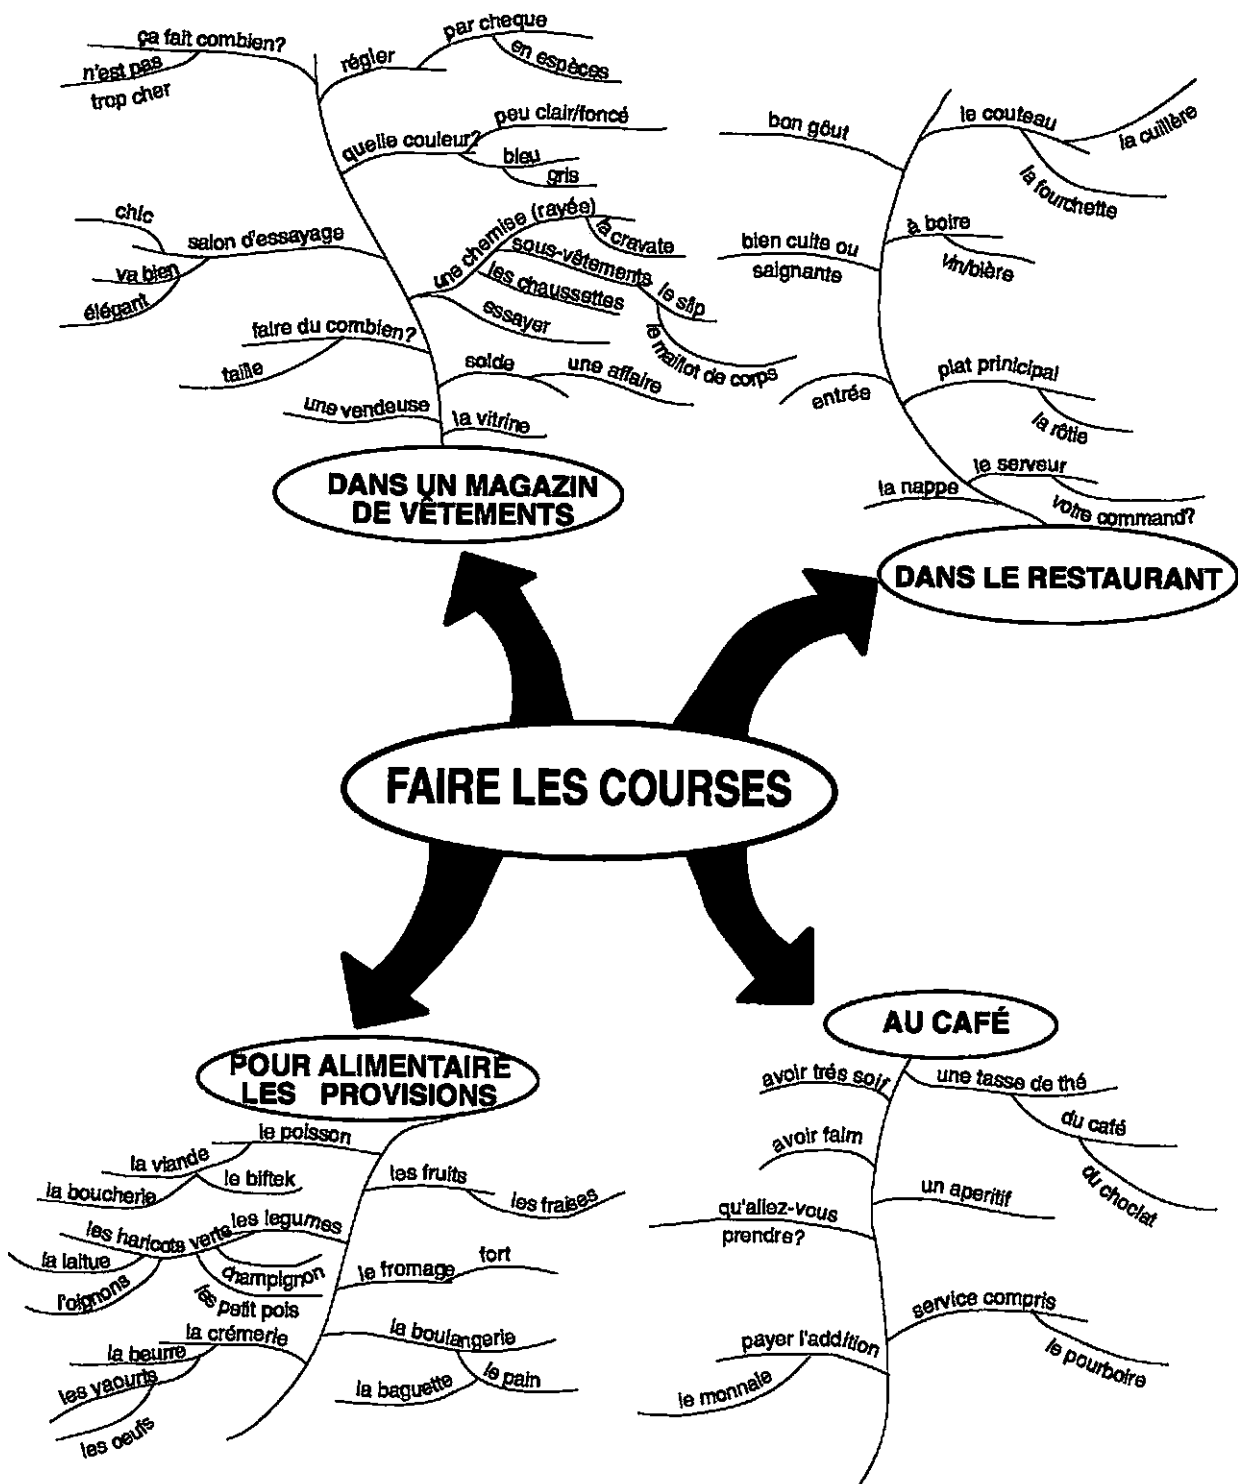 ça fait combien?
n'est pas
trop cher
régler
par cheque
en espèces
quelle couleur?
peu clair/foncé
bleu
gris
chic
salon d'essayage
va bien
élégant
une chemise (rayée)
la cravate
sous-vêtements
le slip
le maillot de corps
les chaussettes
essayer
faire du combien?
taille
solde
une affaire
une vendeuse
la vitrine
DANS UN MAGAZIN
DE VÊTEMENTS
bon gôut
le couteau
la cuillère
la fourchette
à boire
vin/bière
bien cuite ou
saignante
plat prinicipal
la rôtie
entrée
le serveur
votre command?
la nappe
DANS LE RESTAURANT
FAIRE LES COURSES
POUR ALIMENTAIRE
LES PROVISIONS
le poisson
la viande
le biftek
la boucherie
les fruits
les fraises
les legumes
les haricots verts
la laitue
l'oignons
champignon
les petit pois
le fromage
fort
la crémerie
la beurre
les yaourts
les oeufs
la boulangerie
le pain
la baguette
AU CAFÉ
avoir trés soif
une tasse de thé
du café
du choclat
avoir faim
un aperitif
qu'allez-vous
prendre?
service compris
le pourboire
payer l'addition
le monnaie